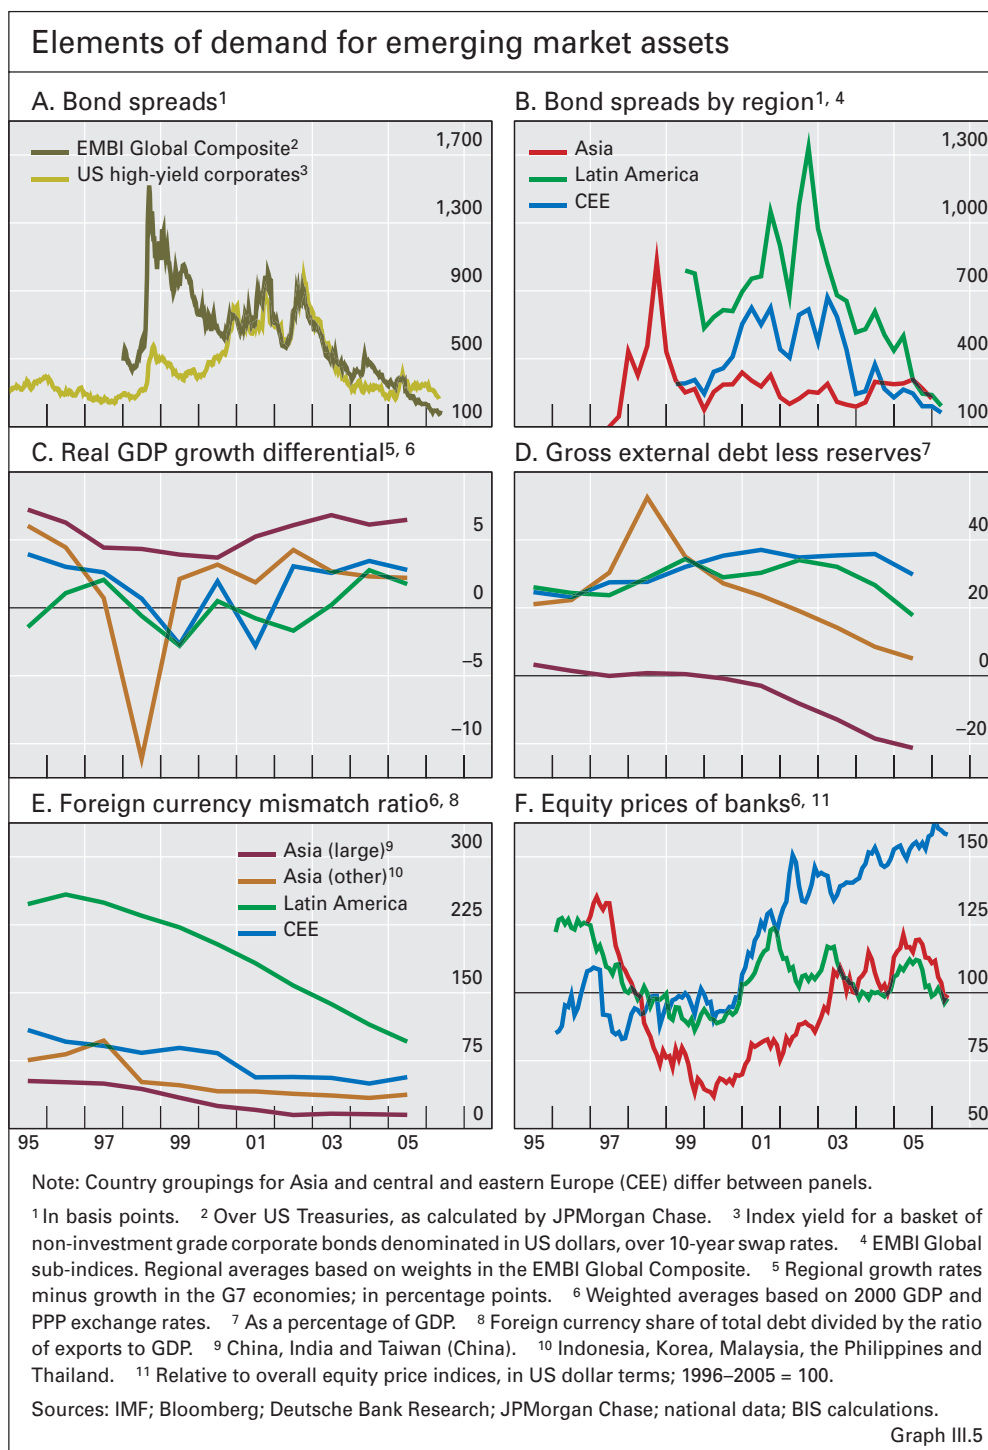 Elements of demand for emerging market assets
A. Bond spreads¹
EMBI Global Composite²
US high-yield corporates³
1,700
1,300
900
500
100
B. Bond spreads by region¹, ⁴
Asia
Latin America
CEE
1,300
1,000
700
400
100
C. Real GDP growth differential⁵, ⁶
5
0
–5
–10
D. Gross external debt less reserves⁷
40
20
0
–20
E. Foreign currency mismatch ratio⁶, ⁸
Asia (large)⁹
Asia (other)¹⁰
Latin America
CEE
300
225
150
75
0
95 97 99 01 03 05
F. Equity prices of banks⁶, ¹¹
150
125
100
75
50
95 97 99 01 03 05
Note: Country groupings for Asia and central and eastern Europe (CEE) differ between panels.
¹ In basis points. ² Over US Treasuries, as calculated by JPMorgan Chase. ³ Index yield for a basket of
non-investment grade corporate bonds denominated in US dollars, over 10-year swap rates. ⁴ EMBI Global
sub-indices. Regional averages based on weights in the EMBI Global Composite. ⁵ Regional growth rates
minus growth in the G7 economies; in percentage points. ⁶ Weighted averages based on 2000 GDP and
PPP exchange rates. ⁷ As a percentage of GDP. ⁸ Foreign currency share of total debt divided by the ratio
of exports to GDP. ⁹ China, India and Taiwan (China). ¹⁰ Indonesia, Korea, Malaysia, the Philippines and
Thailand. ¹¹ Relative to overall equity price indices, in US dollar terms; 1996–2005 = 100.
Sources: IMF; Bloomberg; Deutsche Bank Research; JPMorgan Chase; national data; BIS calculations.
Graph III.5